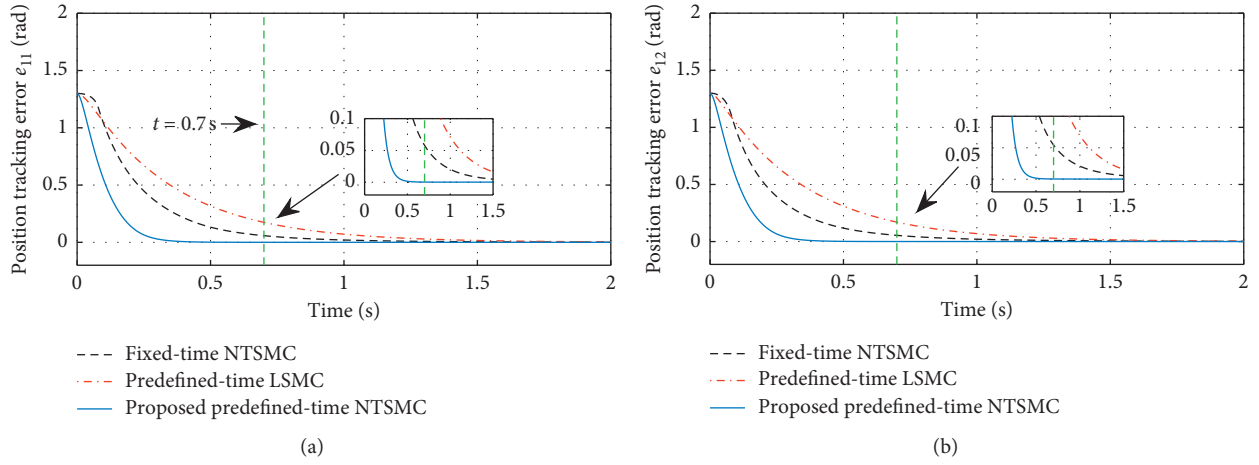 2
1.5
1
0.5
0
Position tracking error e11 (rad)
t = 0.7 s
0.1
0.05
0
0 0.5 1 1.5
0 0.5 1 1.5 2
Time (s)
Fixed-time NTSMC
Predefined-time LSMC
Proposed predefined-time NTSMC
(a)
2
1.5
1
0.5
0
Position tracking error e12 (rad)
0.1
0.05
0
0 0.5 1 1.5
0 0.5 1 1.5 2
Time (s)
Fixed-time NTSMC
Predefined-time LSMC
Proposed predefined-time NTSMC
(b)